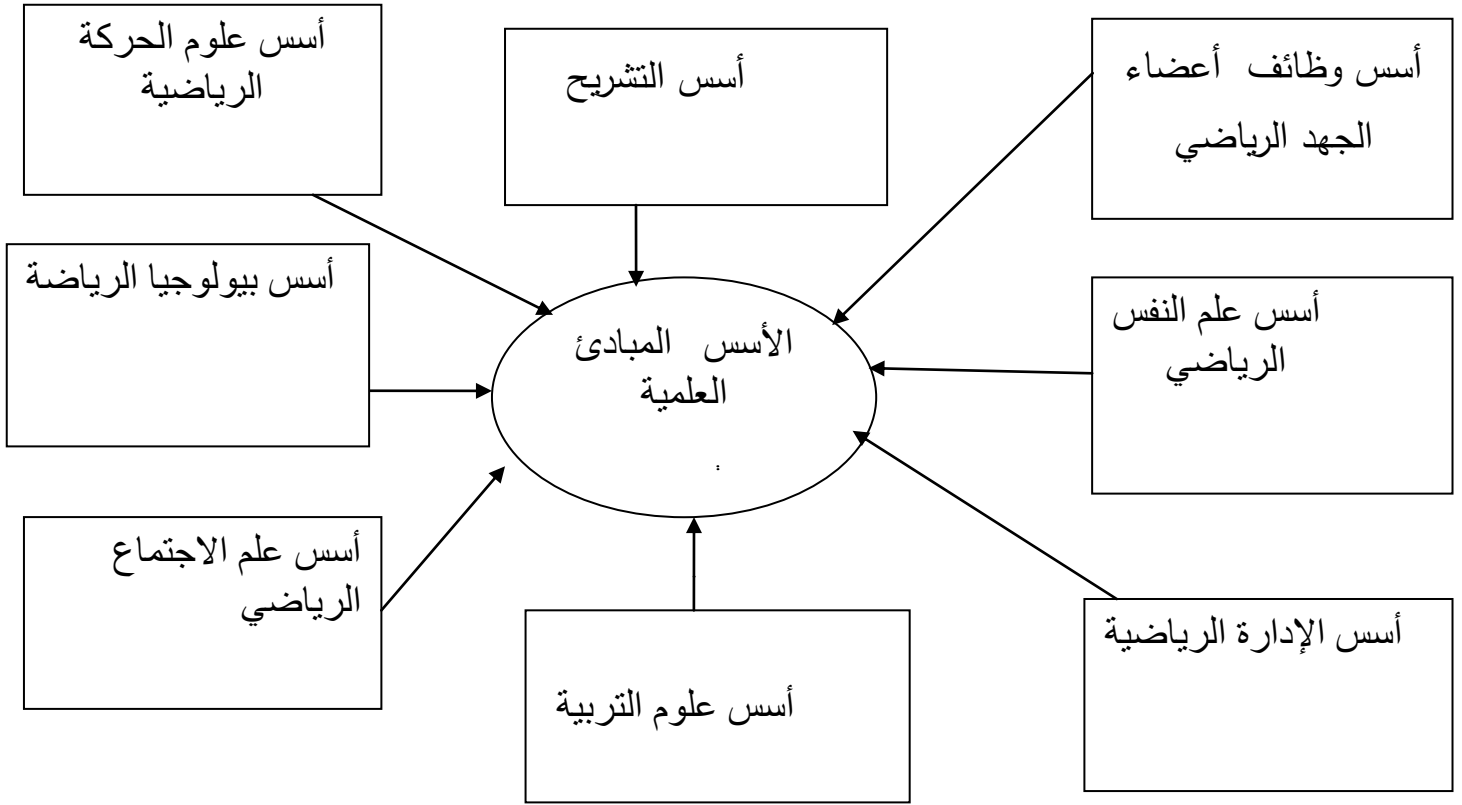 أسس وظائف أعضاء
الجهد الرياضي
أسس التشريح
أسس علوم الحركة
الرياضية
أسس علم النفس
الرياضي
الأسس المبادئ
العلمية
:
أسس بيولوجيا الرياضة
أسس الإدارة الرياضية
أسس علوم التربية
أسس علم الاجتماع
الرياضي